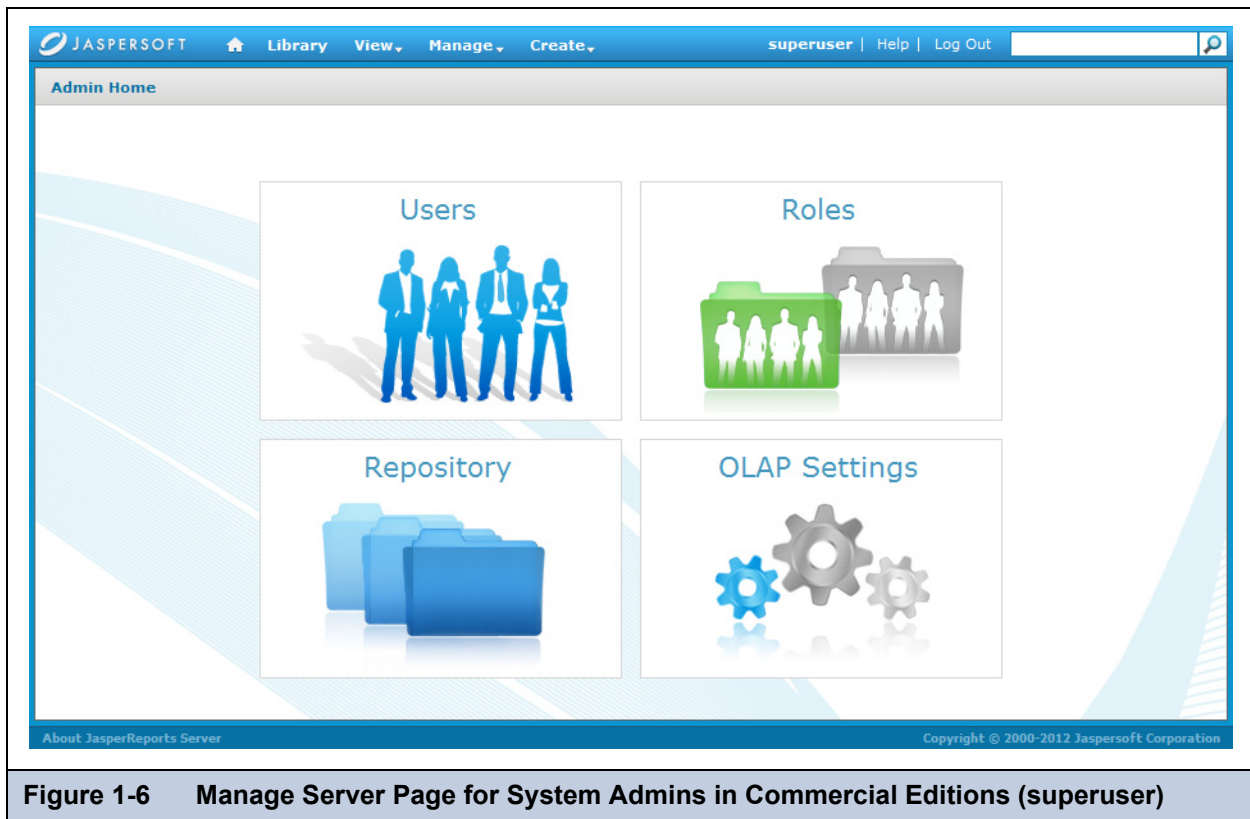 JASPERSOFT Library View Manage Create superuser | Help | Log Out
Admin Home
Users Roles
Repository OLAP Settings
About JasperReports Server Copyright © 2000-2012 Jaspersoft Corporation
Figure 1-6 Manage Server Page for System Admins in Commercial Editions (superuser)